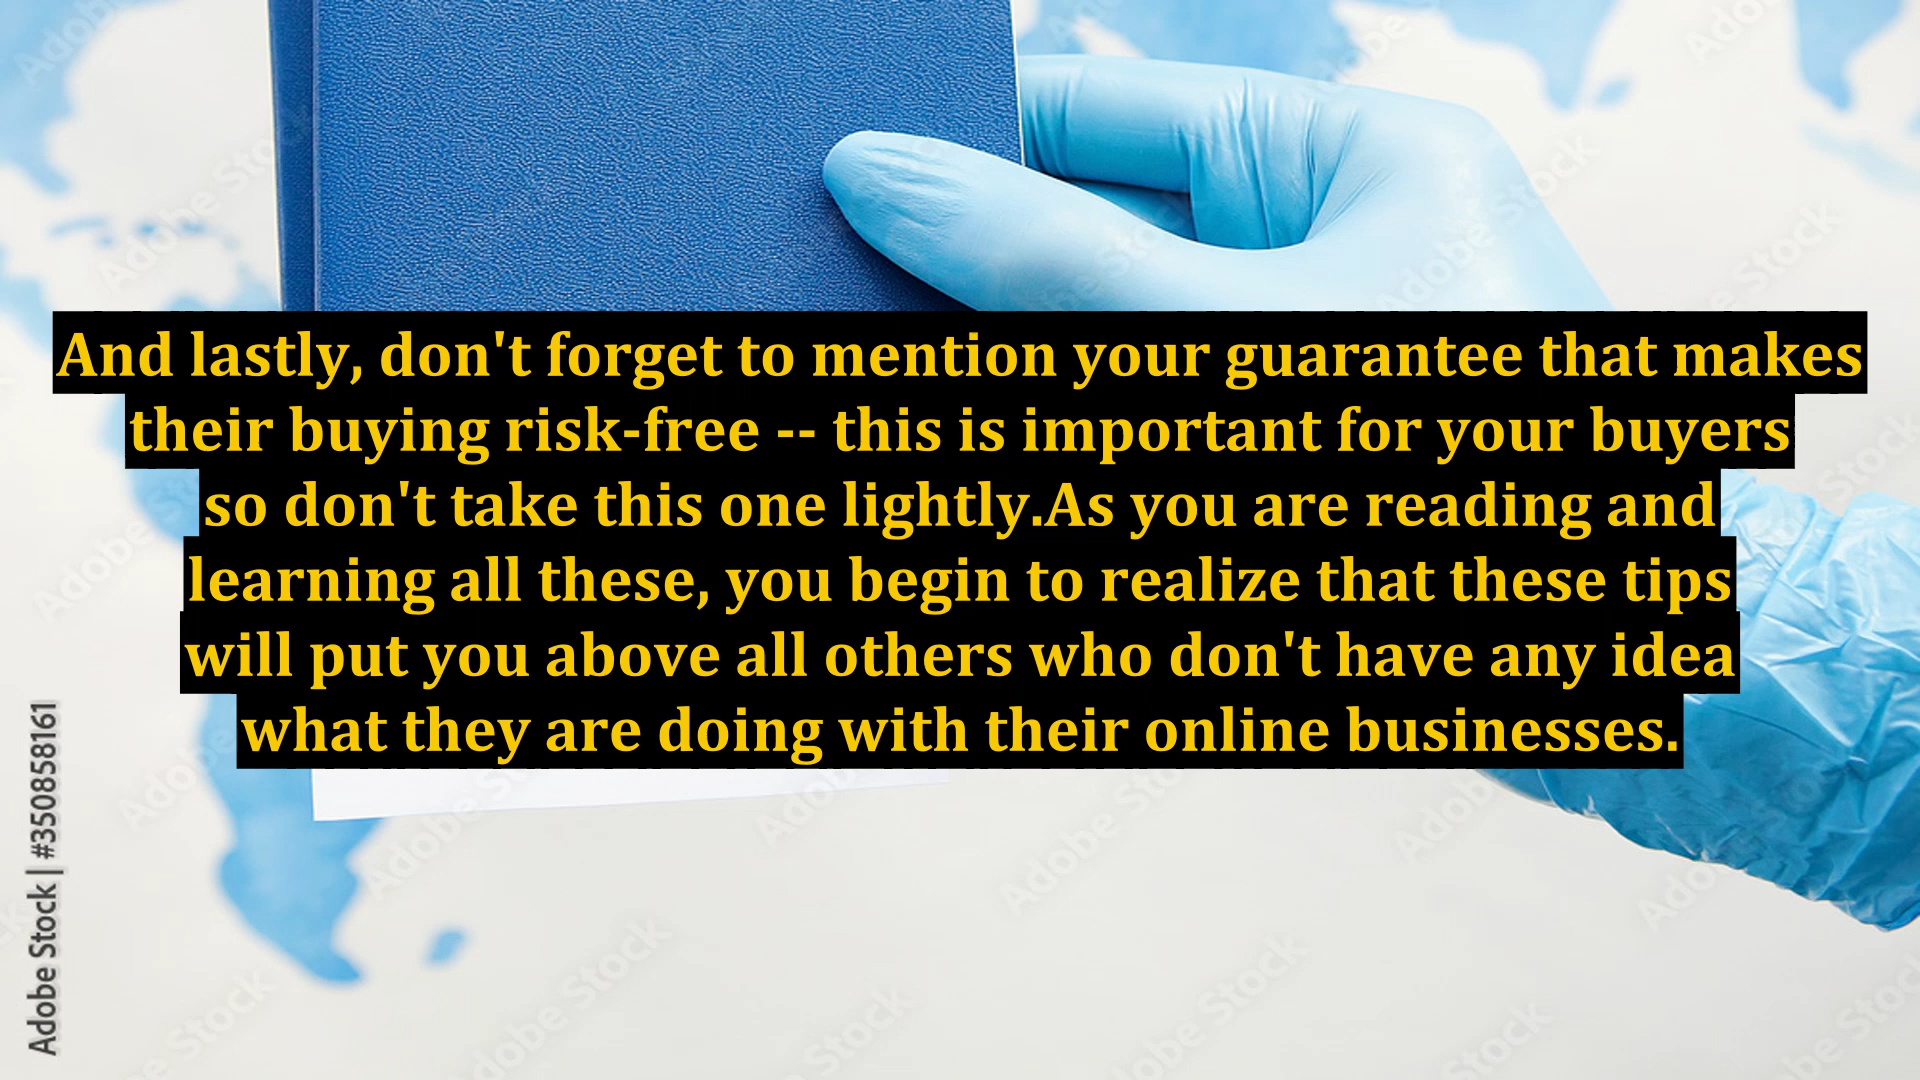 And lastly, don't forget to mention your guarantee that makes
their buying risk-free -- this is important for your buyers
so don't take this one lightly.As you are reading and
learning all these, you begin to realize that these tips
will put you above all others who don't have any idea
what they are doing with their online businesses.
Adobe Stock | #350858161
Adobe Stock